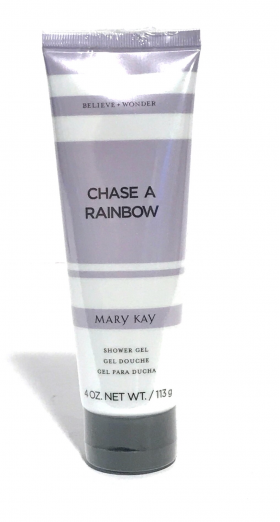 BELIEVE + WONDER
CHASE A
RAINBOW
MARY KAY
SHOWER GEL
GEL DOUCHE
GEL PARA DUCHA
4 OZ. NET WT. / 113 g